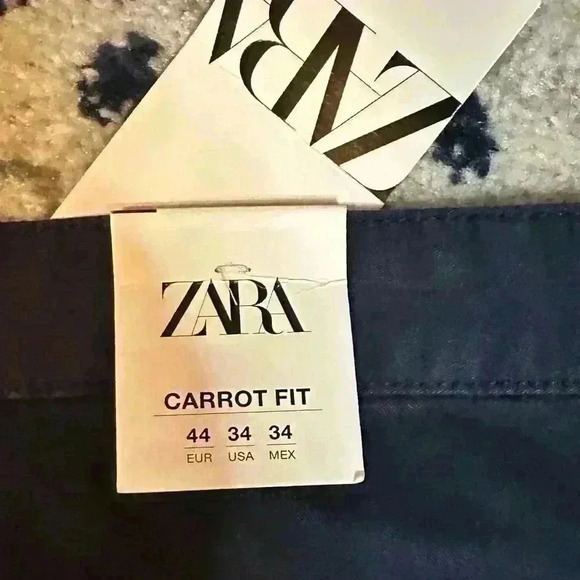 ZARA
ZARA
CARROT FIT
44 34 34
EUR USA MEX